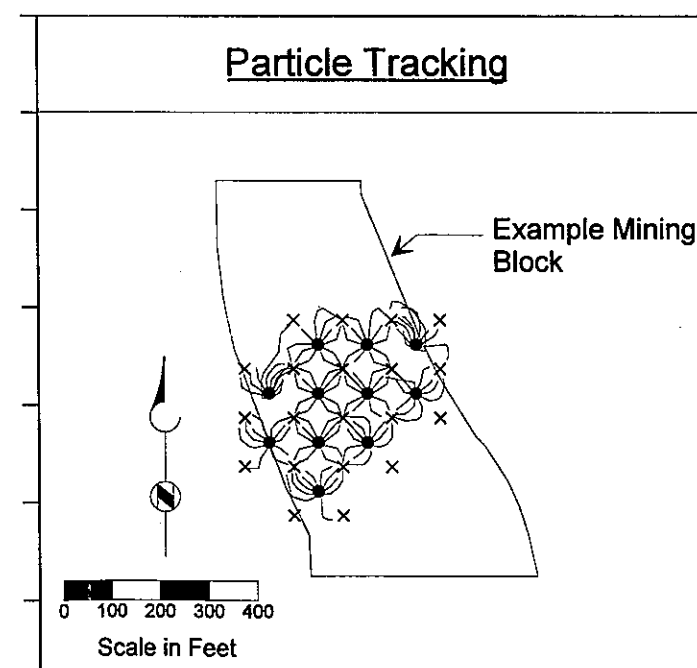 Particle Tracking
Example Mining
Block
0 100 200 300 400
Scale in Feet